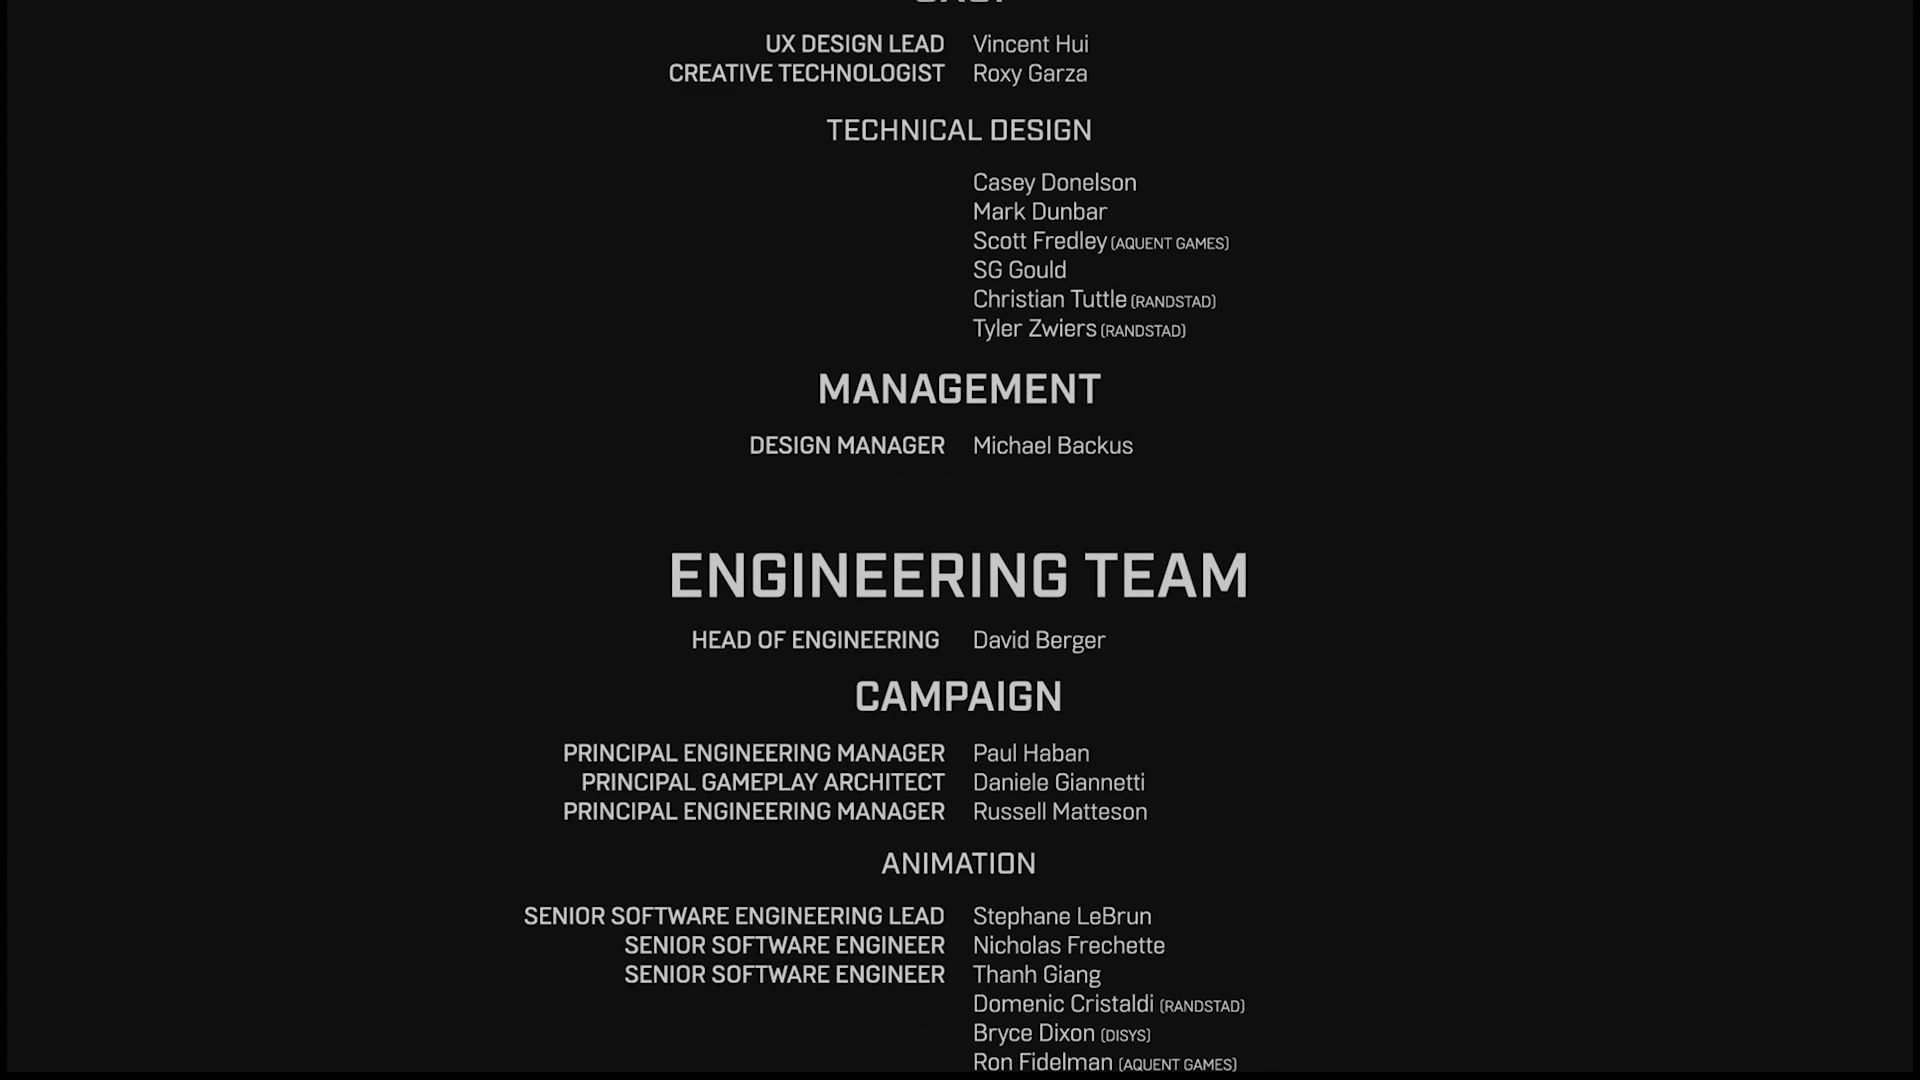 UX DESIGN LEAD Vincent Hui
CREATIVE TECHNOLOGIST Roxy Garza
TECHNICAL DESIGN
Casey Donelson
Mark Dunbar
Scott Fredley (AQUENT GAMES)
SG Gould
Christian Tuttle (RANDSTAD)
Tyler Zwiers (RANDSTAD)
MANAGEMENT
DESIGN MANAGER Michael Backus
ENGINEERING TEAM
HEAD OF ENGINEERING David Berger
CAMPAIGN
PRINCIPAL ENGINEERING MANAGER Paul Haban
PRINCIPAL GAMEPLAY ARCHITECT Daniele Giannetti
PRINCIPAL ENGINEERING MANAGER Russell Matteson
ANIMATION
SENIOR SOFTWARE ENGINEERING LEAD Stephane LeBrun
SENIOR SOFTWARE ENGINEER Nicholas Frechette
SENIOR SOFTWARE ENGINEER Thanh Giang
Domenic Cristaldi (RANDSTAD)
Bryce Dixon (DISYS)
Ron Fidelman (AQUENT GAMES)